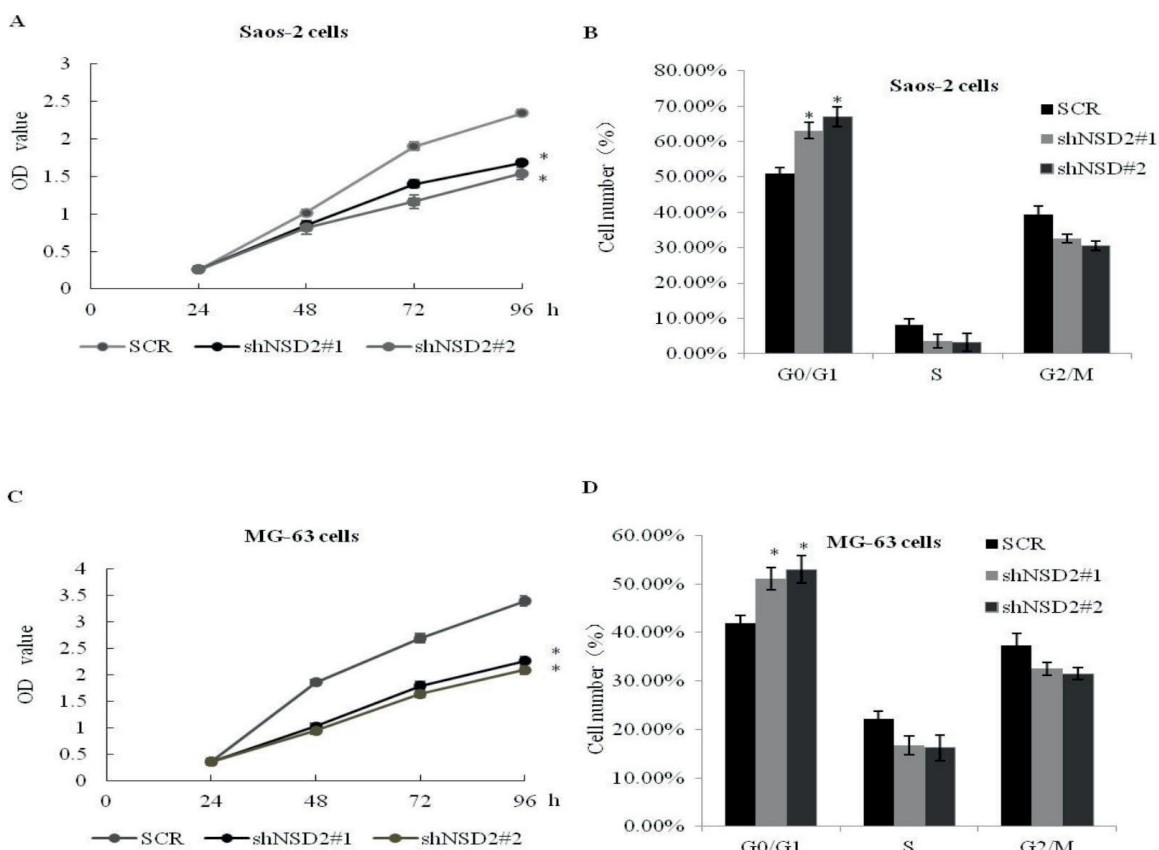 A
Saos-2 cells
OD value
3
2.5
2
1.5
1
0.5
0
0 24 48 72 96 h
*
*
SCR shNSD2#1 shNSD2#2
B
Saos-2 cells
Cell number (%)
80.00%
70.00%
60.00%
50.00%
40.00%
30.00%
20.00%
10.00%
0.00%
* *
SCR
shNSD2#1
shNSD#2
G0/G1 S G2/M
C
MG-63 cells
OD value
4
3.5
3
2.5
2
1.5
1
0.5
0
0 24 48 72 96 h
*
*
SCR shNSD2#1 shNSD2#2
D
MG-63 cells
Cell number (%)
60.00%
50.00%
40.00%
30.00%
20.00%
10.00%
0.00%
* *
SCR
shNSD2#1
shNSD2#2
G0/G1 S G2/M